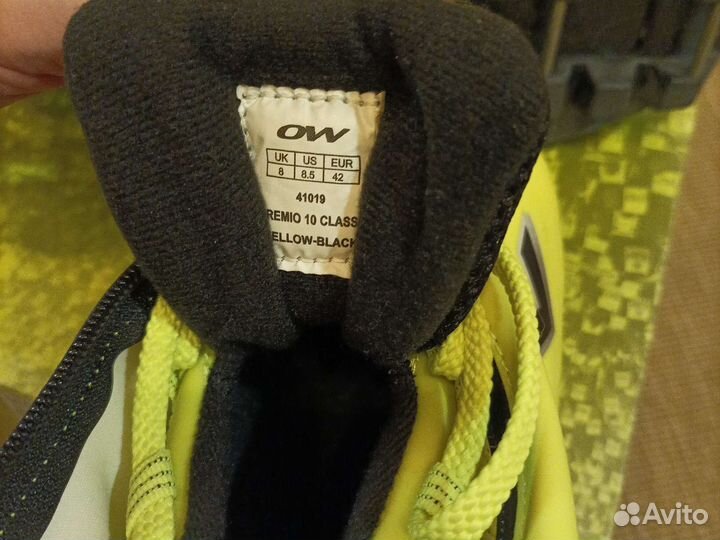 OW
UK US EUR
8 8.5 42
41019
REMIO 10 CLASS
ELLOW-BLACK
Avito